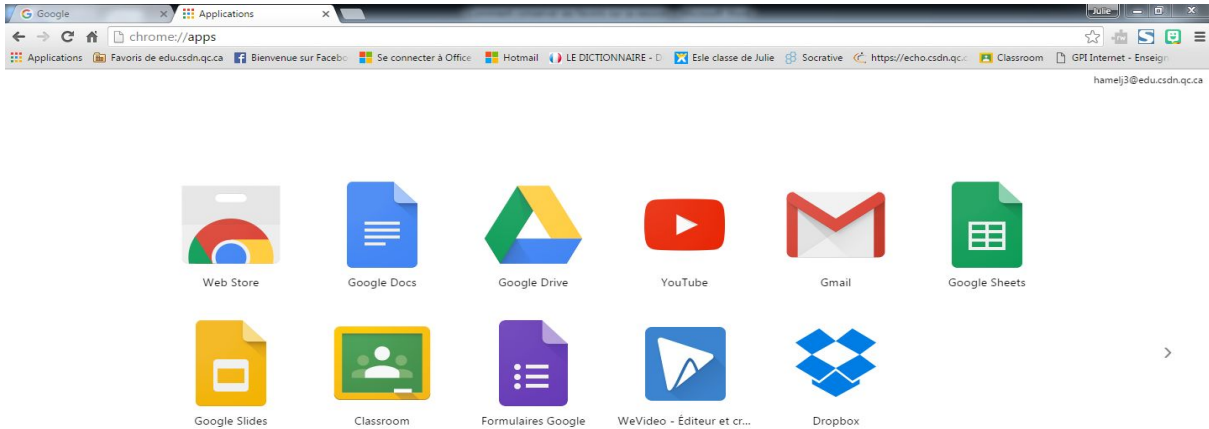 Google Applications Julie
chrome://apps
Applications Favoris de edu.csdn.qc.ca Bienvenue sur Facebo Se connecter à Office Hotmail LE DICTIONNAIRE - D Esle classe de Julie Socrative https://echo.csdn.qc.c Classroom GPI Internet - Enseign
hamelj3@edu.csdn.qc.ca
Web Store Google Docs Google Drive YouTube Gmail Google Sheets
Google Slides Classroom Formulaires Google WeVideo - Éditeur et cr... Dropbox